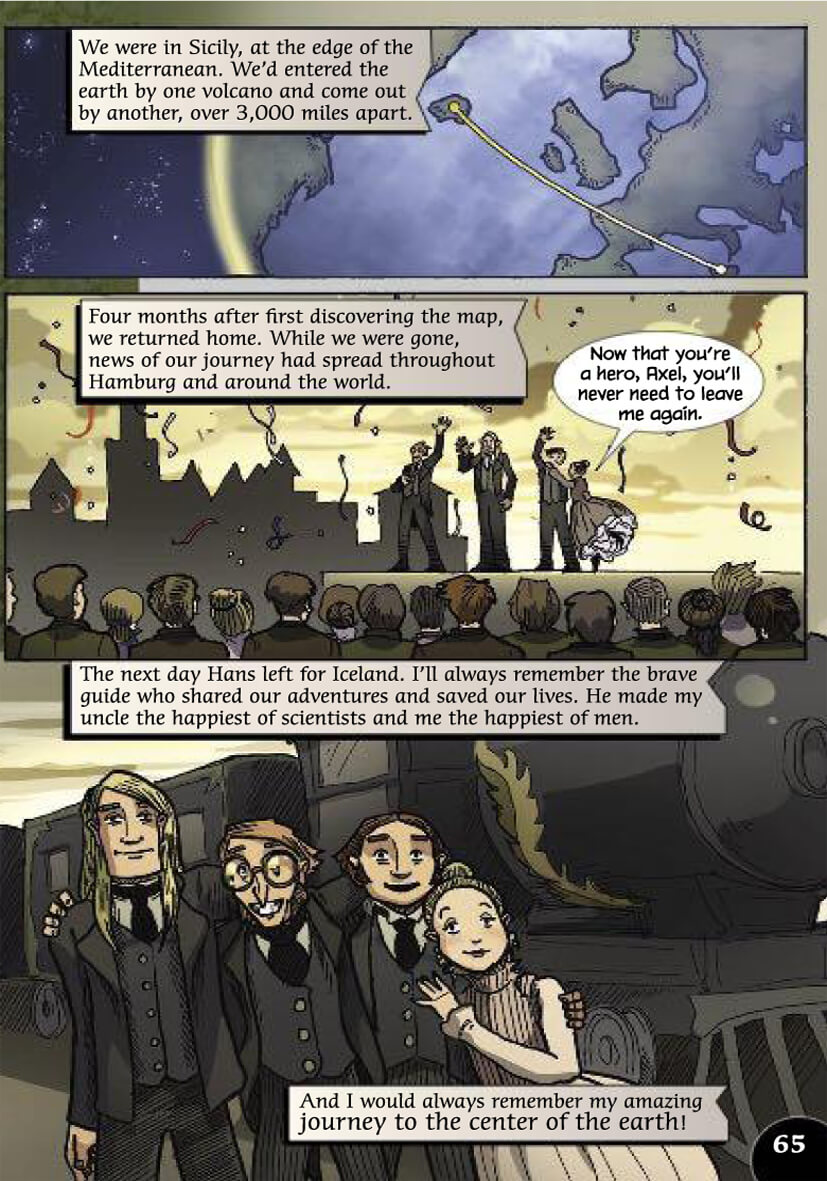 We were in Sicily, at the edge of the
Mediterranean. We'd entered the
earth by one volcano and come out
by another, over 3,000 miles apart.
Four months after first discovering the map,
we returned home. While we were gone,
news of our journey had spread throughout
Hamburg and around the world.
Now that you're
a hero, Axel, you'll
never need to leave
me again.
The next day Hans left for Iceland. I'll always remember the brave
guide who shared our adventures and saved our lives. He made my
uncle the happiest of scientists and me the happiest of men.
And I would always remember my amazing
journey to the center of the earth!
65